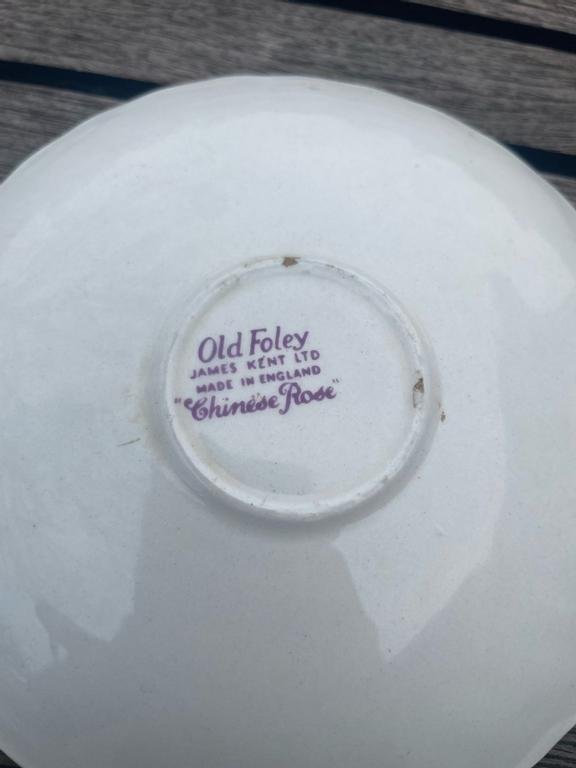 Old Foley
JAMES KENT LTD
MADE IN ENGLAND
"Chinese Rose"